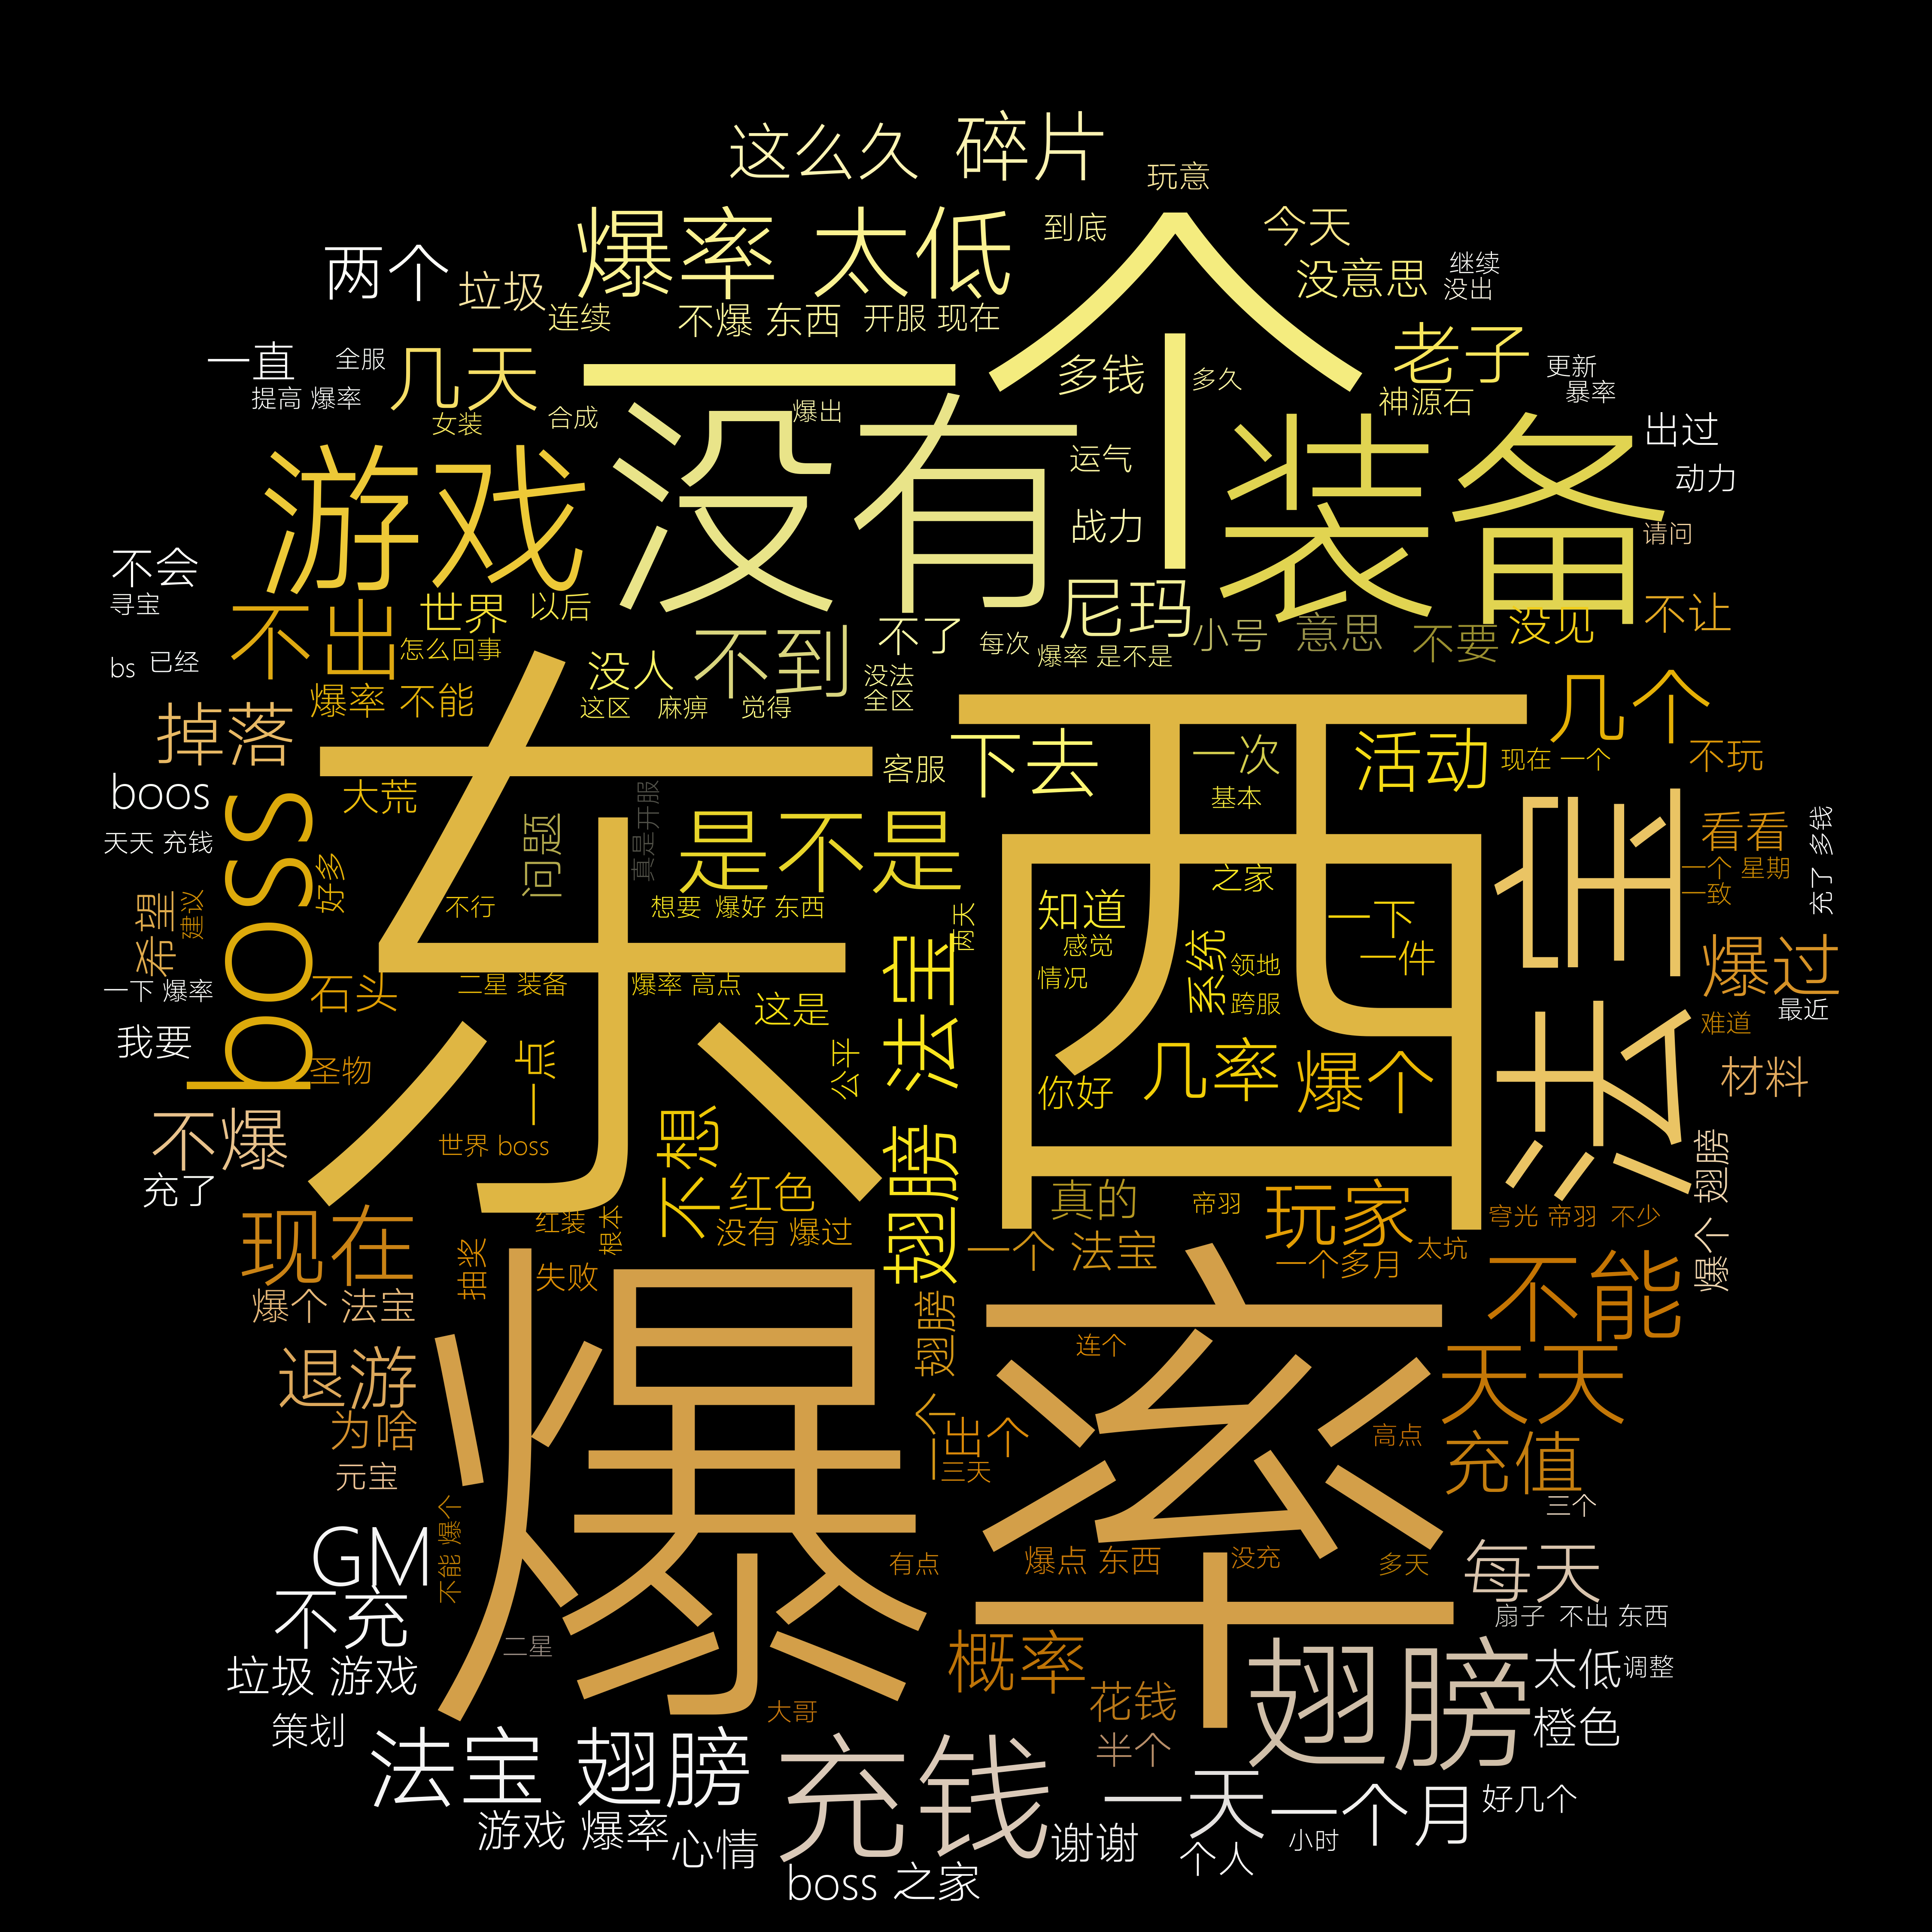 这么久 碎片
玩意
爆率 太低
到底
今天
一个
两个
垃圾
连续
不爆 东西
开服 现在
没意思
继续
没出
一直
全服
几天
提高 爆率
女装
合成
爆出
多钱
多久
老子
更新
暴率
神源石
游戏
没有
装备
运气
战力
出过
动力
请问
不会
寻宝
不出
世界
以后
怎么回事
不到
不了
尼玛
每次
爆率 是不是
小号
意思
不要
没见
不让
bs
已经
爆率 不能
没人
这区
麻痹
觉得
没法
全区
掉落
boos
天天 充钱
boss
大荒
东西
客服
下去
一次
基本
活动
几个
现在 一个
不玩
问题
真是开服
是不是
好多
不行
想要 爆好 东西
两天
之家
知道
感觉
情况
系统
领地
跨服
一下
一件
法宝
看看
一个 星期
一致
充了 多钱
希望
建议
一下 爆率
我要
石头
圣物
二星 装备
爆率 高点
这是
一点
公平
翅膀 法宝
你好
几率
爆个
爆过
最近
难道
材料
不爆
充了
世界 boss
不想
红色
没有 爆过
红装
根本
真的
帝羽
玩家
穹光 帝羽
不少
爆个 翅膀
现在
爆个 法宝
抽奖
失败
一个 法宝
一个多月
太坑
不能
退游
为啥
元宝
爆率
一个 翅膀
连个
出个
三天
高点
天天
充值
三个
GM
不能 爆个
有点
爆点 东西
没充
多天
每天
扇子
不出 东西
不充
二星
垃圾 游戏
策划
大哥
概率
花钱
半个
翅膀
太低
调整
橙色
法宝 翅膀
游戏 爆率
心情
充钱
谢谢
一天
个人
一个月
小时
好几个
boss 之家